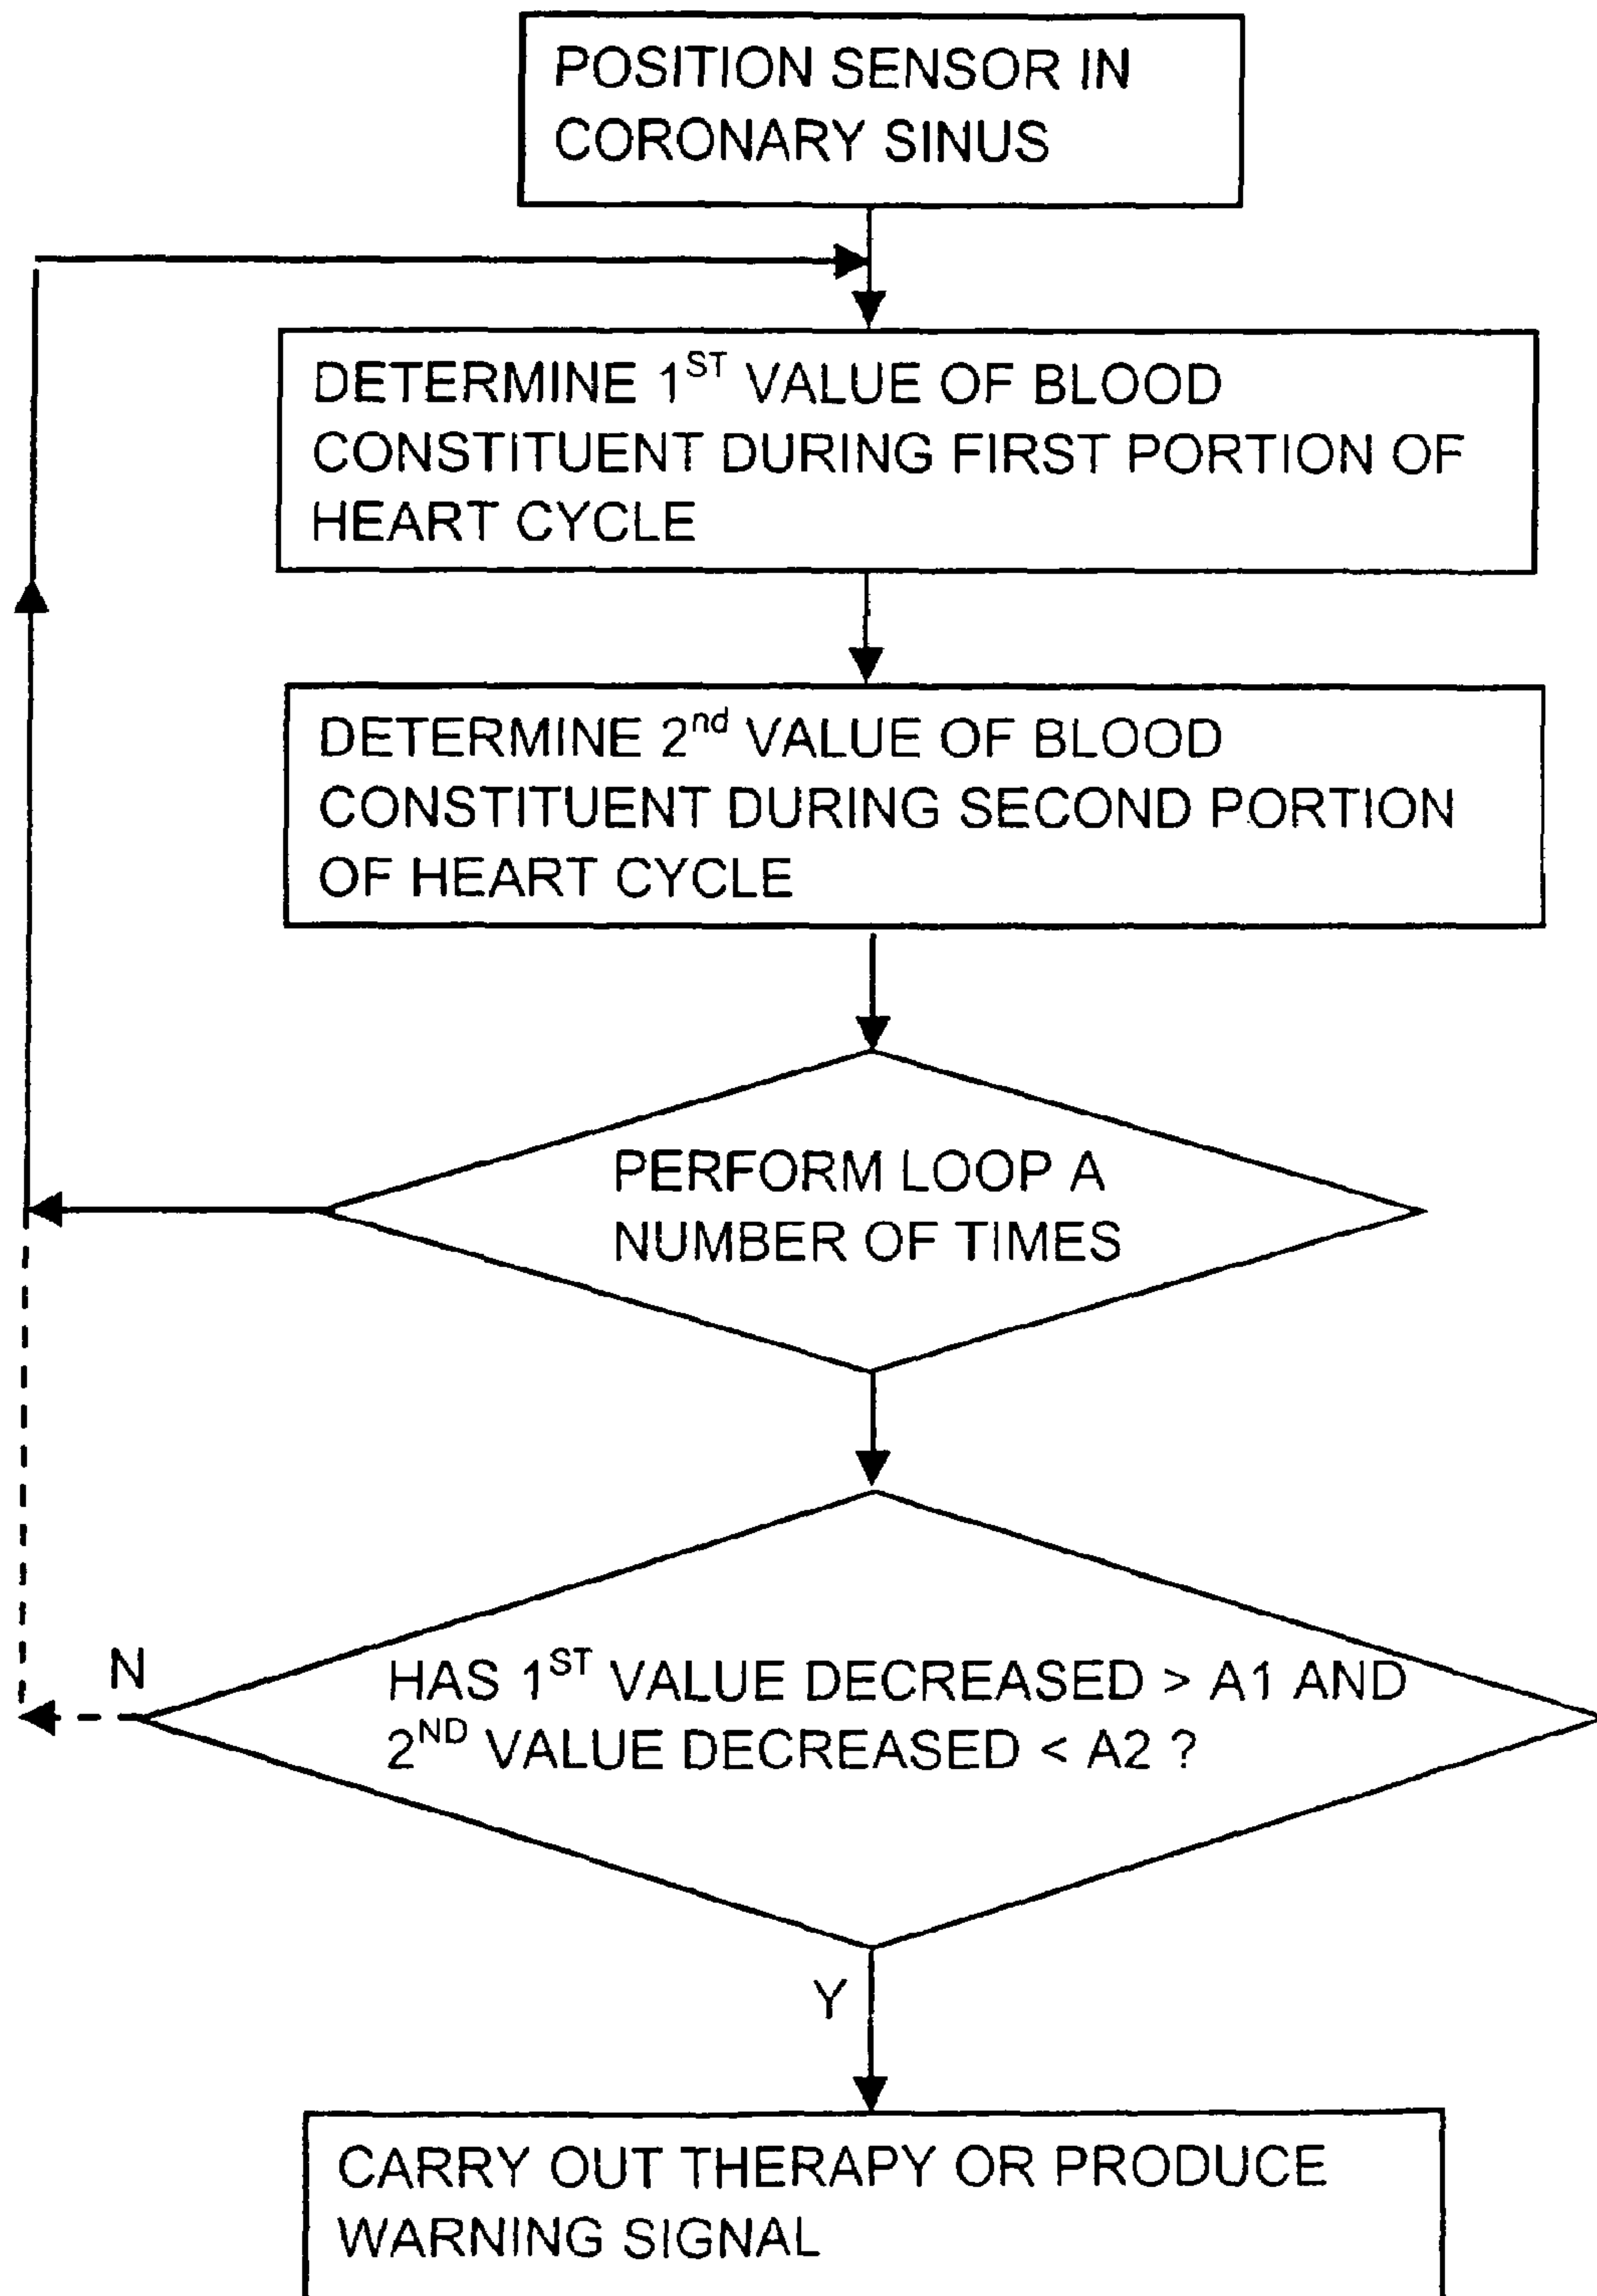 POSITION SENSOR IN
CORONARY SINUS
DETERMINE 1ST VALUE OF BLOOD
CONSTITUENT DURING FIRST PORTION OF
HEART CYCLE
DETERMINE 2nd VALUE OF BLOOD
CONSTITUENT DURING SECOND PORTION
OF HEART CYCLE
PERFORM LOOP A
NUMBER OF TIMES
N
HAS 1ST VALUE DECREASED > A1 AND
2ND VALUE DECREASED < A2 ?
Y
CARRY OUT THERAPY OR PRODUCE
WARNING SIGNAL